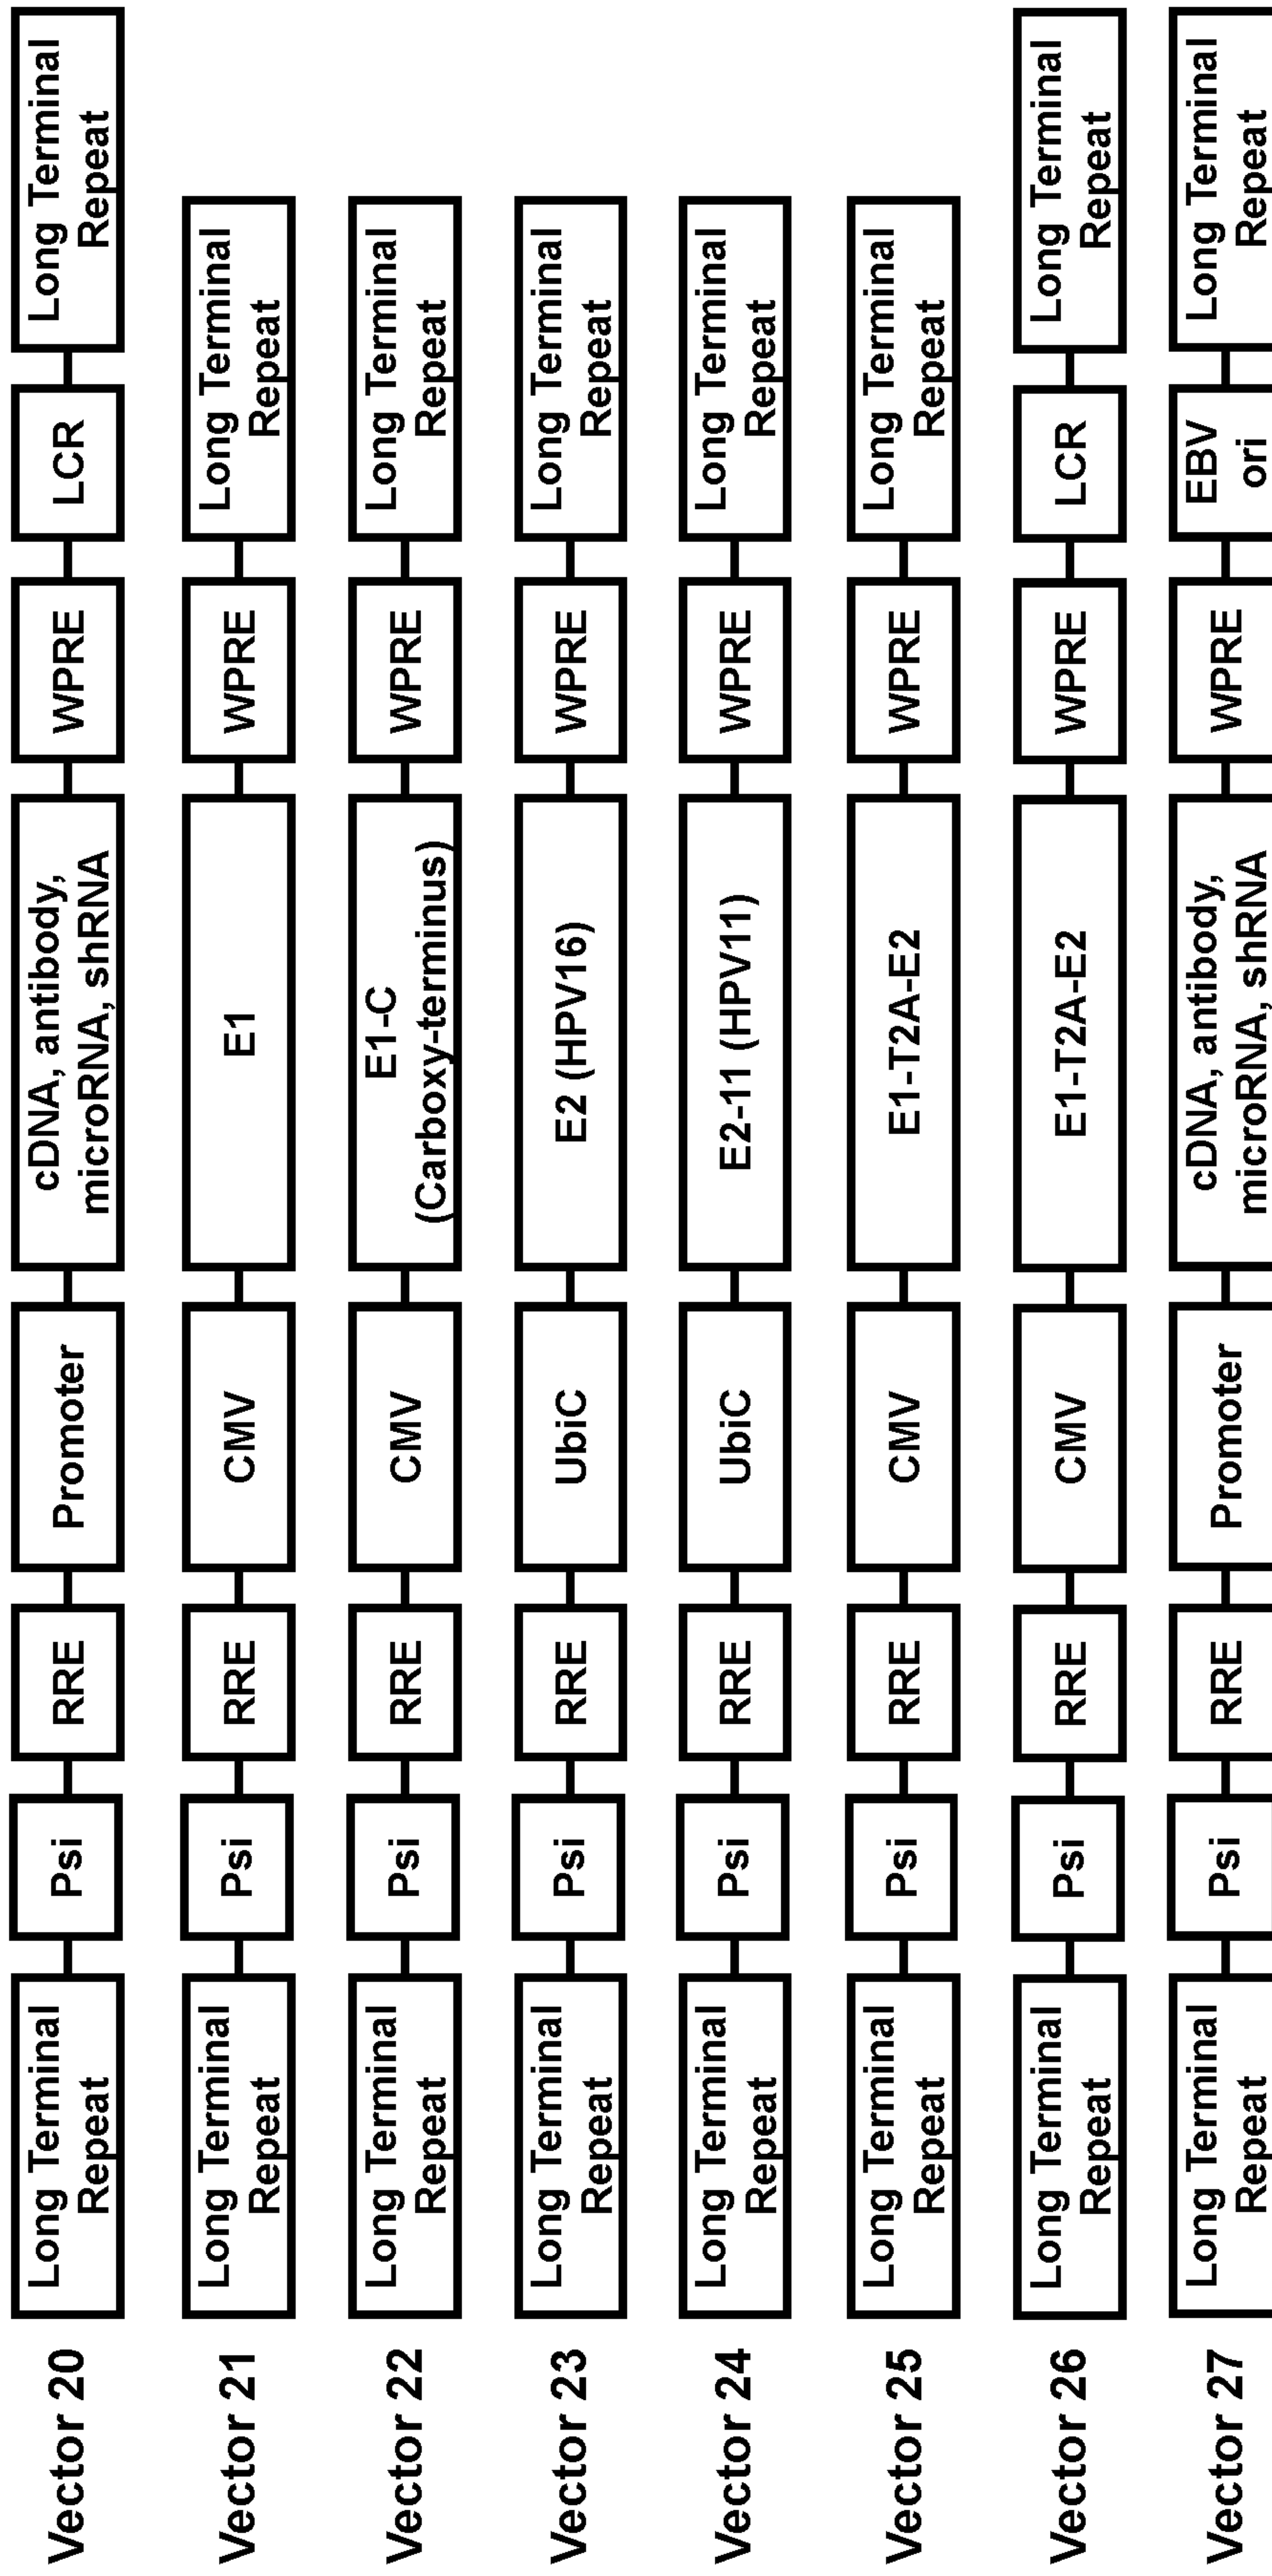 Vector 20
Long Terminal
Repeat
Psi
RRE
Promoter
cDNA, antibody,
microRNA, shRNA
WPRE
LCR
Long Terminal
Repeat
Vector 21
Long Terminal
Repeat
Psi
RRE
CMV
E1
WPRE
Long Terminal
Repeat
Vector 22
Long Terminal
Repeat
Psi
RRE
CMV
E1-C
(Carboxy-terminus)
WPRE
Long Terminal
Repeat
Vector 23
Long Terminal
Repeat
Psi
RRE
UbiC
E2 (HPV16)
WPRE
Long Terminal
Repeat
Vector 24
Long Terminal
Repeat
Psi
RRE
UbiC
E2-11 (HPV11)
WPRE
Long Terminal
Repeat
Vector 25
Long Terminal
Repeat
Psi
RRE
CMV
E1-T2A-E2
WPRE
Long Terminal
Repeat
Vector 26
Long Terminal
Repeat
Psi
RRE
CMV
E1-T2A-E2
WPRE
LCR
Long Terminal
Repeat
Vector 27
Long Terminal
Repeat
Psi
RRE
Promoter
cDNA, antibody,
microRNA, shRNA
WPRE
EBV
ori
Long Terminal
Repeat